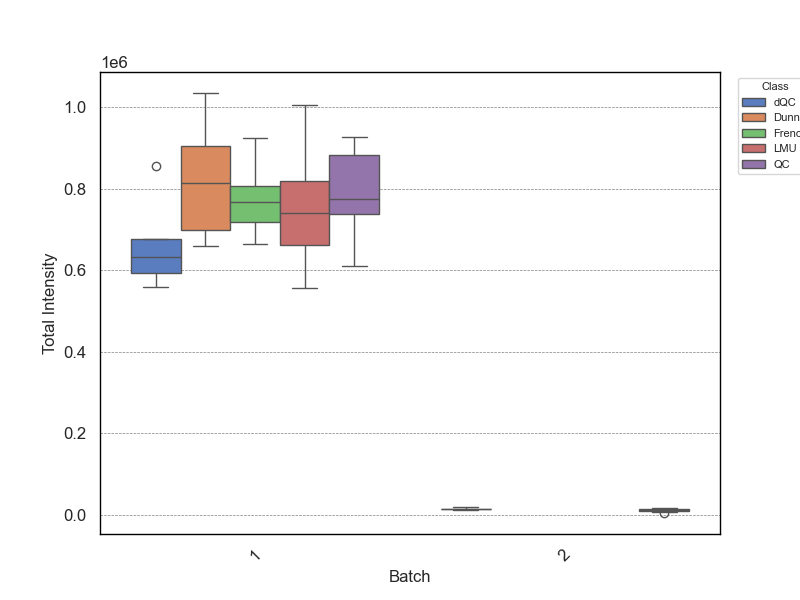 1e6
1.0
0.8
0.6
0.4
0.2
0.0
Total Intensity
1
2
Batch
Class
dQC
Dunn
Frenc
LMU
QC